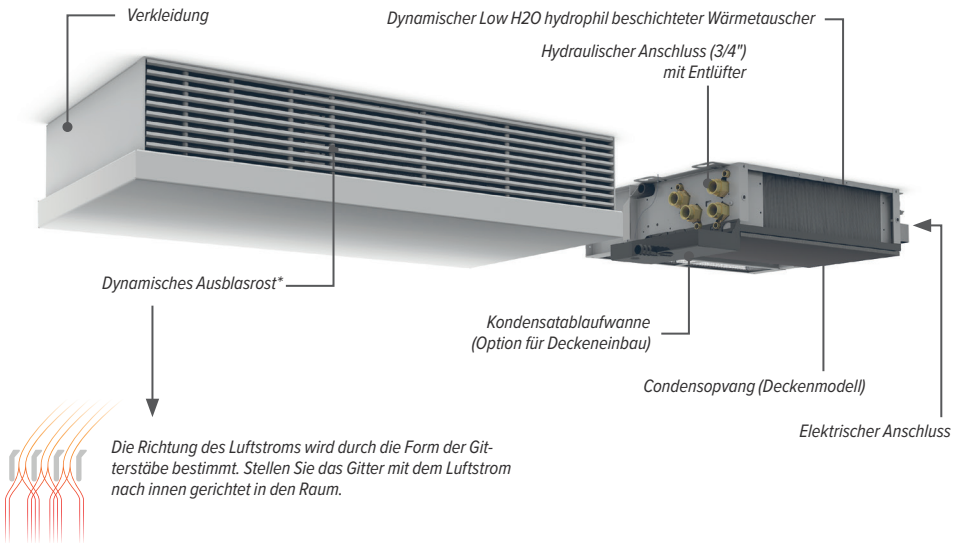 Verkleidung
Dynamischer Low H2O hydrophil beschichteter Wärmetauscher
Hydraulischer Anschluss (3/4")
mit Entlüfter
Dynamisches Ausblasrost*
Kondensatablaufwanne
(Option für Deckeneinbau)
Condensopvang (Deckenmodell)
Elektrischer Anschluss
Die Richtung des Luftstroms wird durch die Form der Git-
terstäbe bestimmt. Stellen Sie das Gitter mit dem Luftstrom
nach innen gerichtet in den Raum.